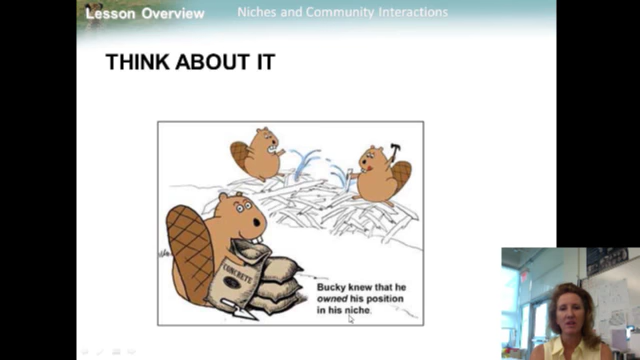 Lesson Overview
Niches and Community Interactions
THINK ABOUT IT
CONCRETE
Bucky knew that he
owned his position
in his niche.